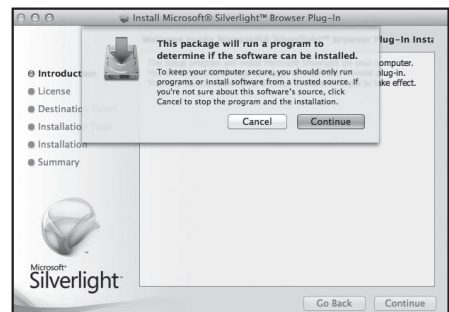 Install Microsoft® Silverlight™ Browser Plug-In
lug-In Insta
This package will run a program to
determine if the software can be installed.
omputer.
plug-in.
ake effect.
To keep your computer secure, you should only run
programs or install software from a trusted source. If
you're not sure about this software's source, click
Cancel to stop the program and the installation.
Cancel Continue
Introduct
License
Destinatio
Installatio
Installation
Summary
Microsoft®
Silverlight™
Go Back Continue